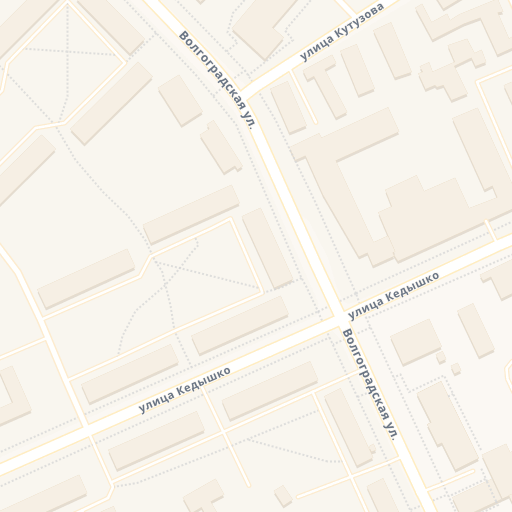 улица Кутузова
Волгоградская ул.
улица Кедышко
Волгоградская ул.
улица Кедышко